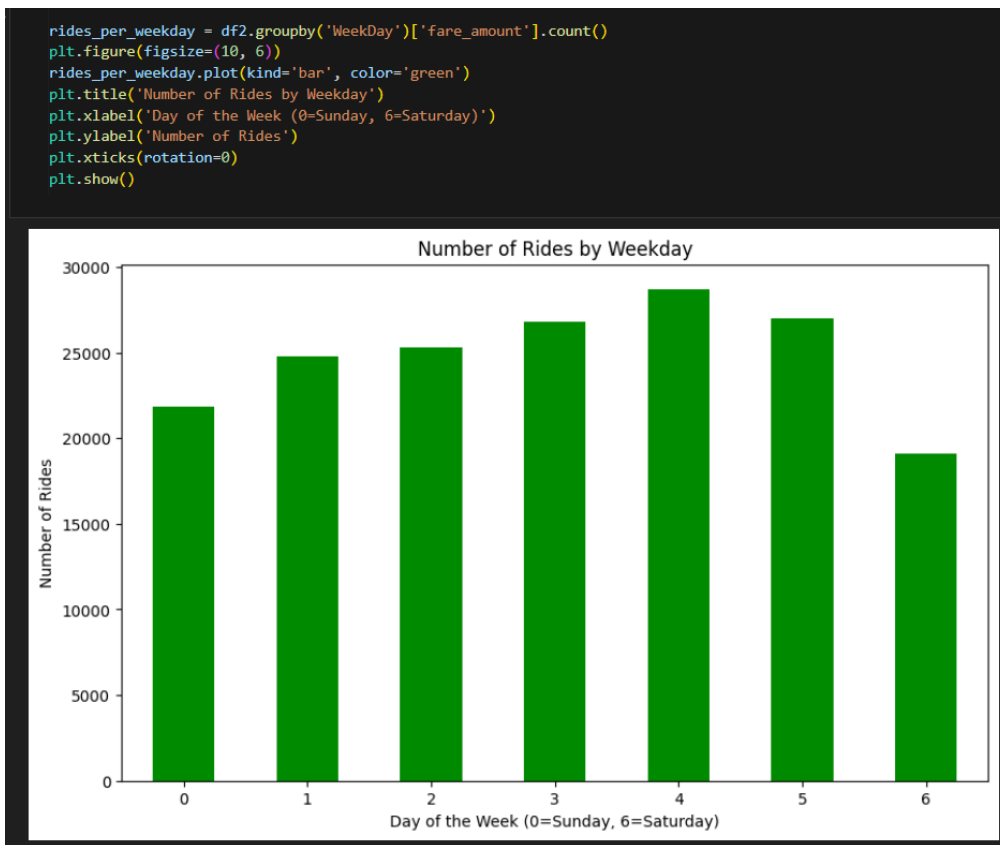 rides_per_weekday = df2.groupby('WeekDay')['fare_amount'].count()
plt.figure(figsize=(10, 6))
rides_per_weekday.plot(kind='bar', color='green')
plt.title('Number of Rides by Weekday')
plt.xlabel('Day of the Week (0=Sunday, 6=Saturday)')
plt.ylabel('Number of Rides')
plt.xticks(rotation=0)
plt.show()
Number of Rides by Weekday
30000
25000
20000
15000
10000
5000
0
Number of Rides
0 1 2 3 4 5 6
Day of the Week (0=Sunday, 6=Saturday)